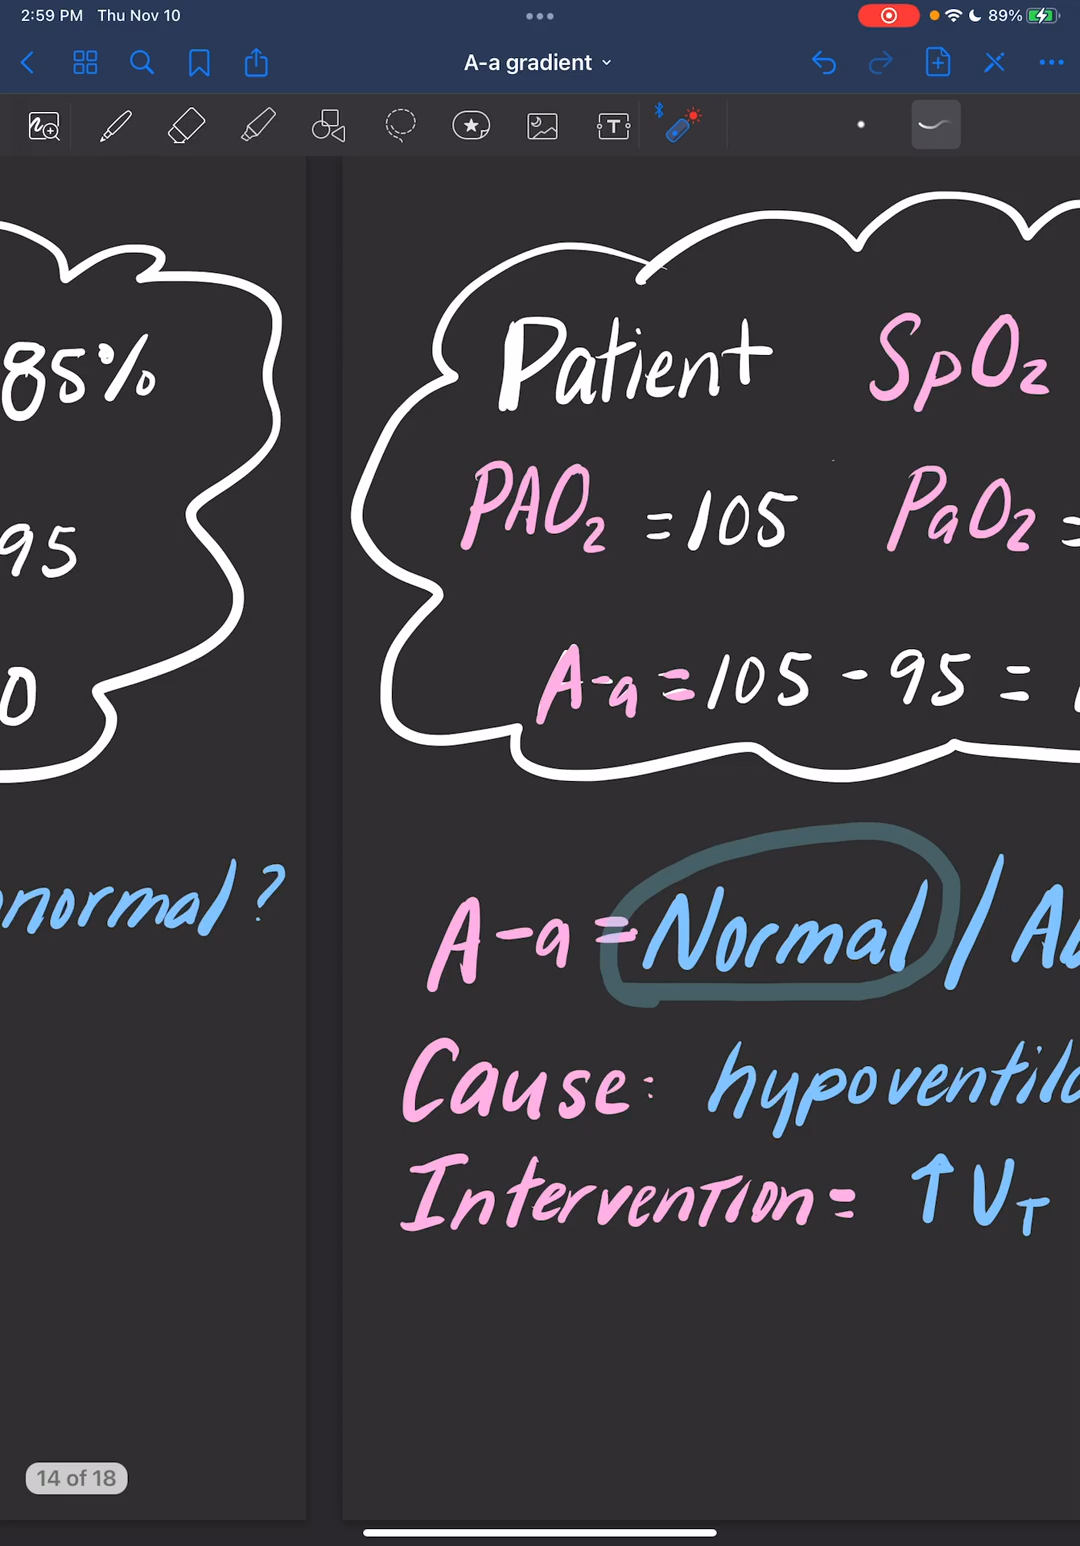 2:59 PM Thu Nov 10
89%
A-a gradient
T
85%
95
0
normal?
Patient SpO₂
PAO₂ = 105 PaO₂ =
A-a = 105 - 95 =
A-a = Normal / A
Cause: hypoventila
Intervention = ↑ VT
14 of 18